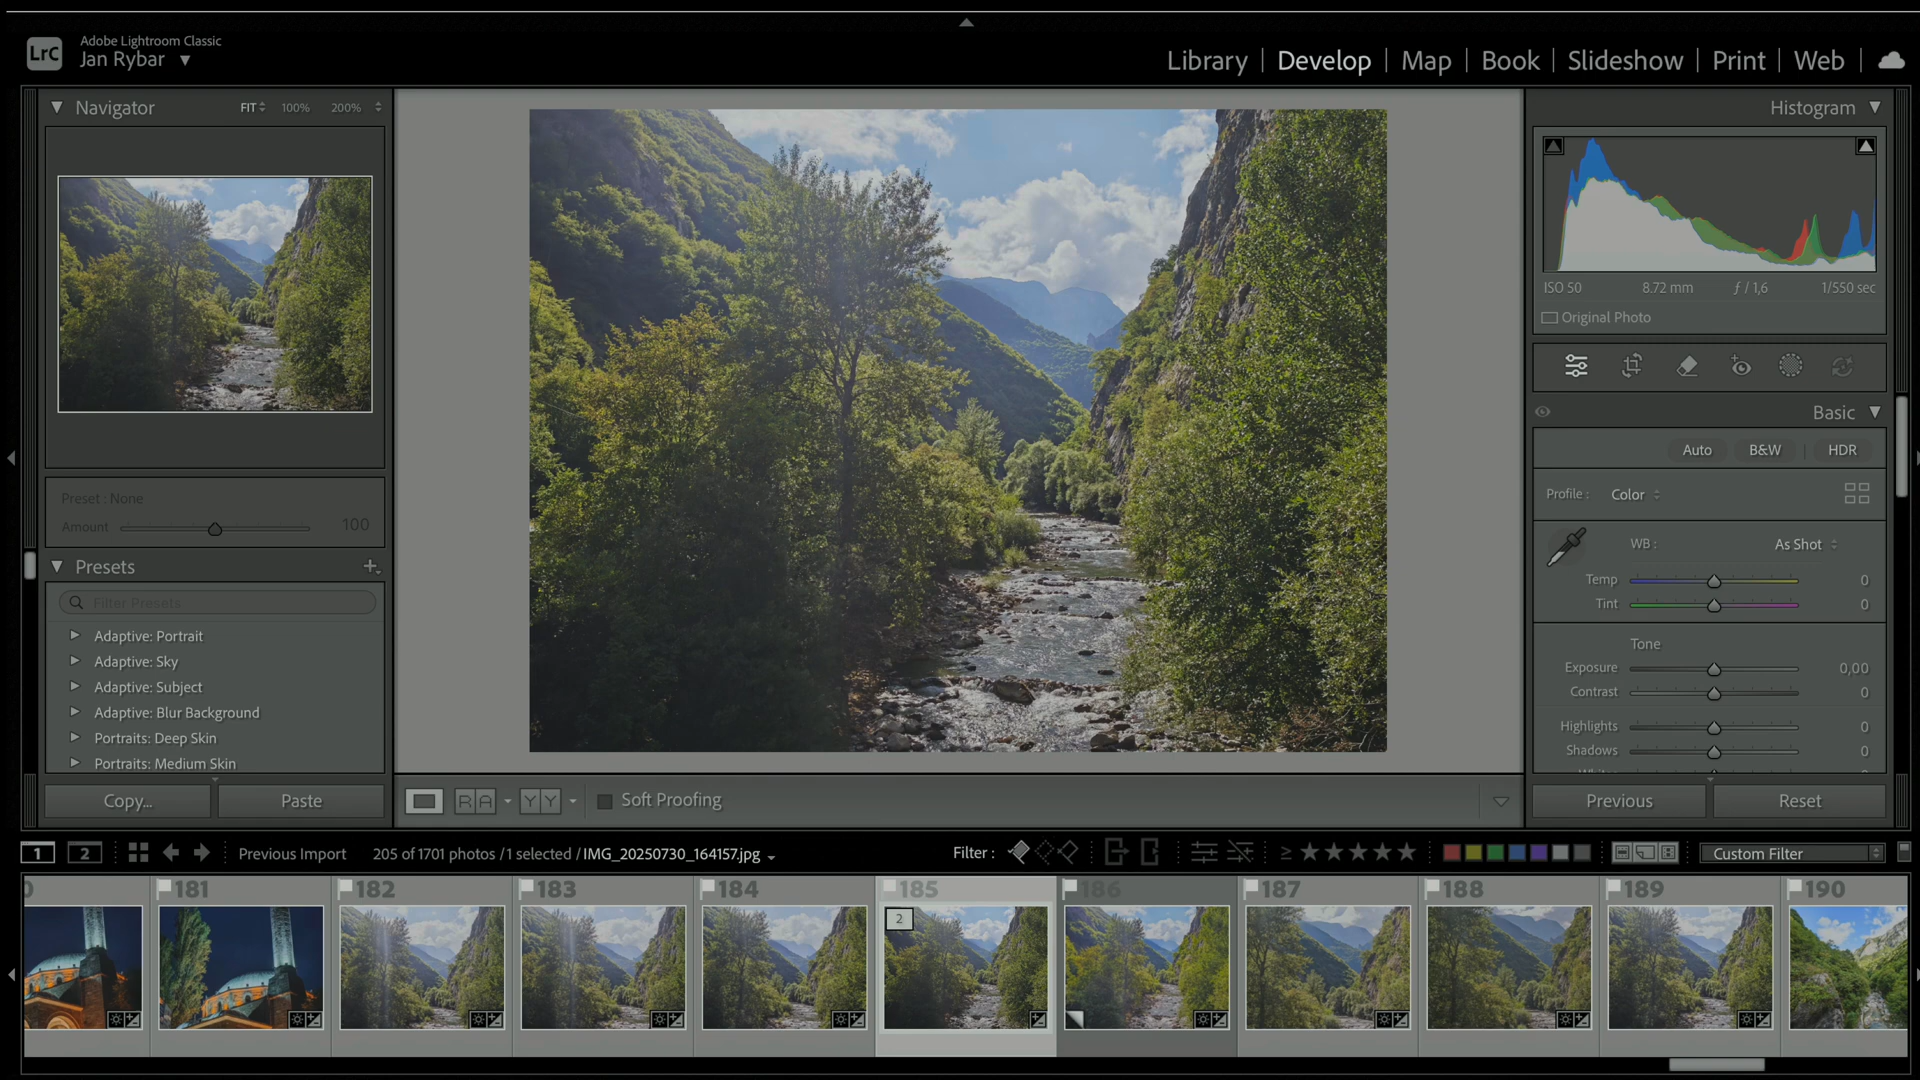 Adobe Lightroom Classic
LrC
Jan Rybar
Library | Develop | Map | Book | Slideshow | Print | Web
Navigator FIT 100% 200%
Histogram
ISO 50 8.72 mm ƒ / 1,6 1/550 sec
Original Photo
Basic
Auto B&W HDR
Profile : Color
WB : As Shot
Temp 0
Tint 0
Tone
Exposure 0,00
Contrast 0
Highlights 0
Shadows 0
Preset : None
Amount 100
Presets
Filter Presets
Adaptive: Portrait
Adaptive: Sky
Adaptive: Subject
Adaptive: Blur Background
Portraits: Deep Skin
Portraits: Medium Skin
Copy... Paste
R A Y Y Soft Proofing
Previous Reset
1 2 Previous Import 205 of 1701 photos / 1 selected / IMG_20250730_164157.jpg Filter : ≥ Custom Filter
0 181 182 183 184 185 186 187 188 189 190
2